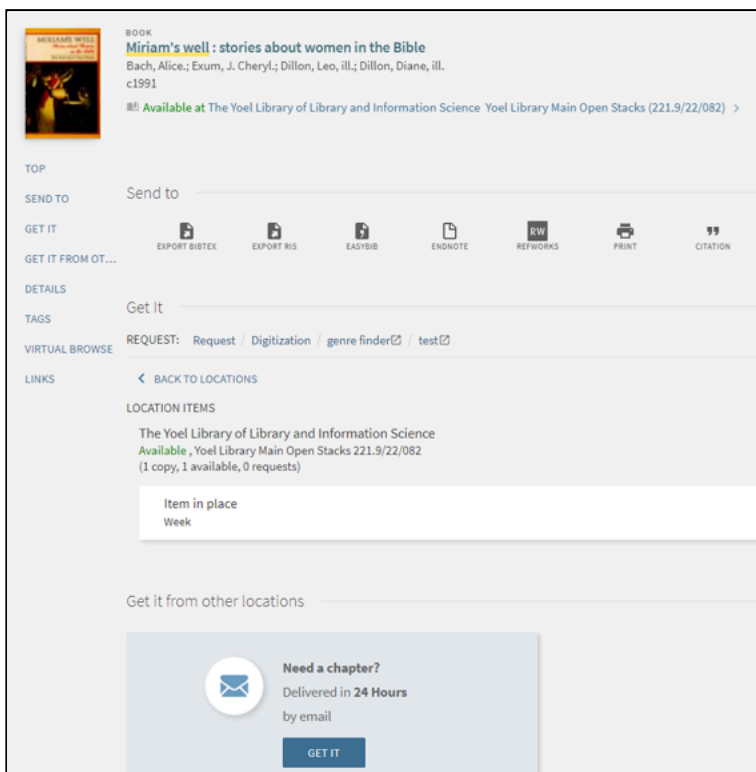 MIRIAM'S WELL
BOOK
Miriam's well : stories about women in the Bible
Bach, Alice.; Exum, J. Cheryl.; Dillon, Leo, ill.; Dillon, Diane, ill.
c1991
Available at The Yoel Library of Library and Information Science Yoel Library Main Open Stacks (221.9/22/082) >
TOP
SEND TO
GET IT
GET IT FROM OT...
DETAILS
TAGS
VIRTUAL BROWSE
LINKS
Send to
EXPORT BIBTEX EXPORT RIS EASYBIB ENDNOTE RW REFWORKS PRINT CITATION
Get It
REQUEST: Request / Digitization / genre finder / test
< BACK TO LOCATIONS
LOCATION ITEMS
The Yoel Library of Library and Information Science
Available , Yoel Library Main Open Stacks 221.9/22/082
(1 copy, 1 available, 0 requests)
Item in place
Week
Get it from other locations
Need a chapter?
Delivered in 24 Hours
by email
GET IT